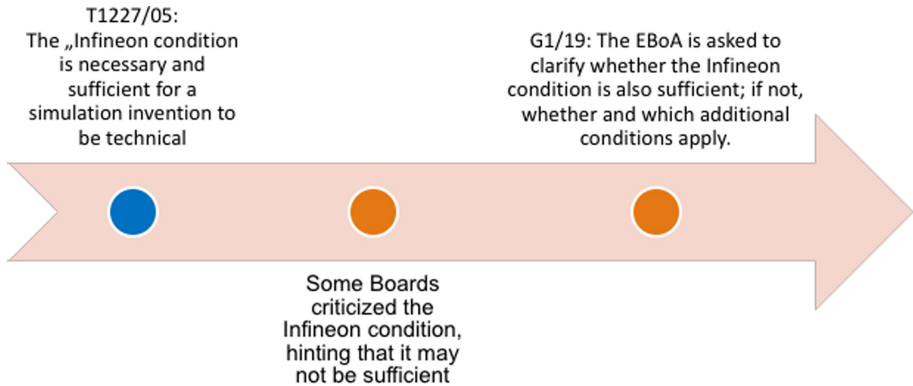 T1227/05:
The „Infineon condition
is necessary and
sufficient for a
simulation invention to
be technical
Some Boards
criticized the
Infineon condition,
hinting that it may
not be sufficient
G1/19: The EBoA is asked to
clarify whether the Infineon
condition is also sufficient; if not,
whether and which additional
conditions apply.